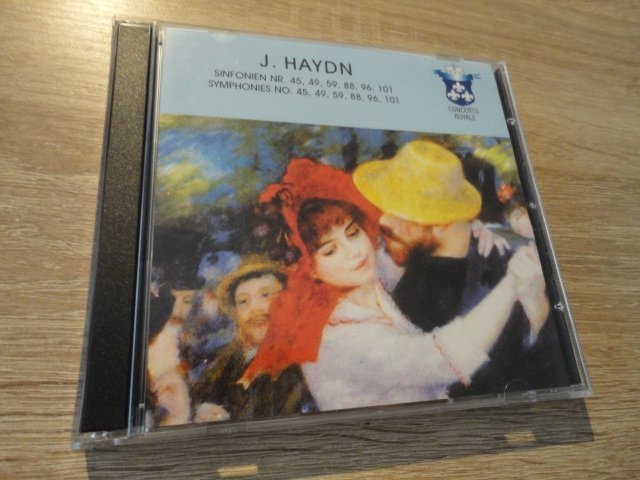 J. HAYDN
SINFONIEN NR. 45, 49, 59, 88, 96, 101
SYMPHONIES NO. 45, 49, 59, 88, 96, 101
CONCERTO
ROYALE